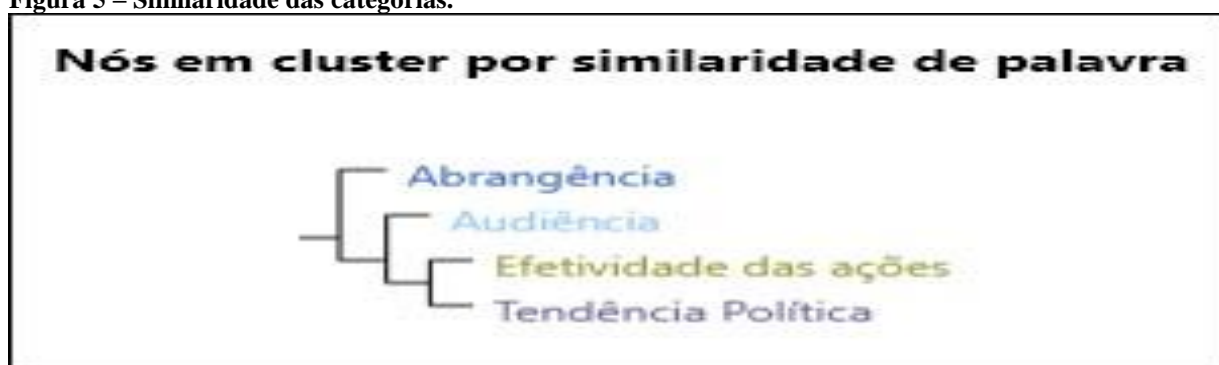 Figura 5 – Similaridade das categorias.
Nós em cluster por similaridade de palavra
Abrangência
Audiência
Efetividade das ações
Tendência Política